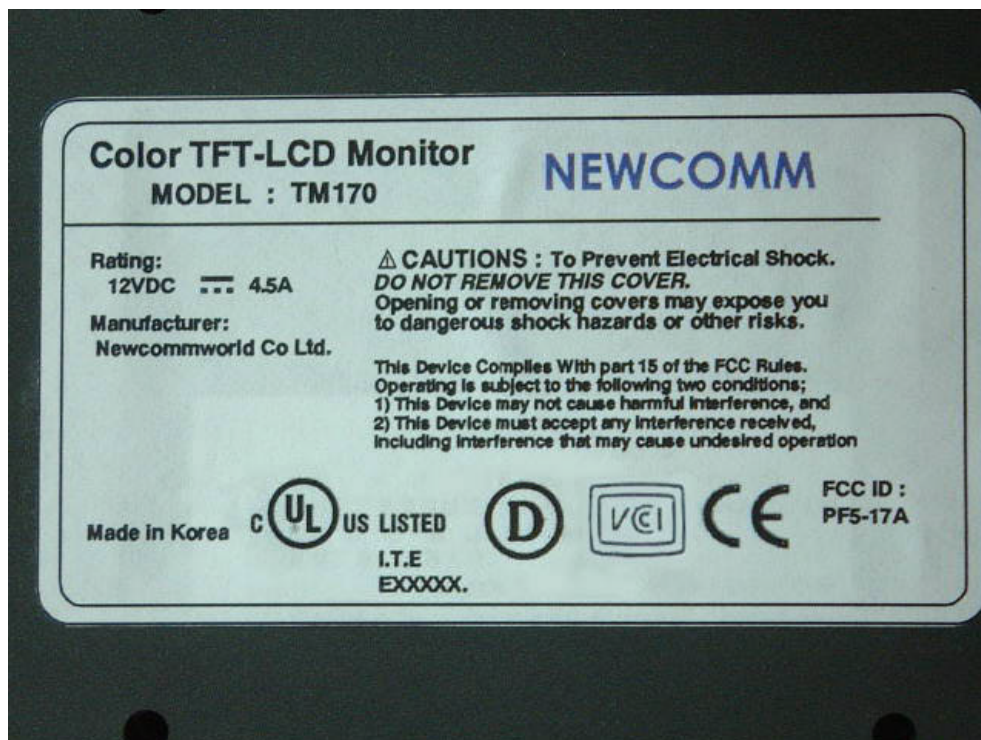 Color TFT-LCD Monitor
MODEL : TM170
NEWCOMM
Rating:
12VDC 4.5A
Manufacturer:
Newcommworld Co Ltd.
⚠ CAUTIONS : To Prevent Electrical Shock.
DO NOT REMOVE THIS COVER.
Opening or removing covers may expose you
to dangerous shock hazards or other risks.
This Device Complies With part 15 of the FCC Rules.
Operating is subject to the following two conditions;
1) This Device may not cause harmful interference, and
2) This Device must accept any interference received,
including interference that may cause undesired operation
Made in Korea
C UL US LISTED
I.T.E
EXXXXX.
D
VCCI
CE
FCC ID :
PF5-17A